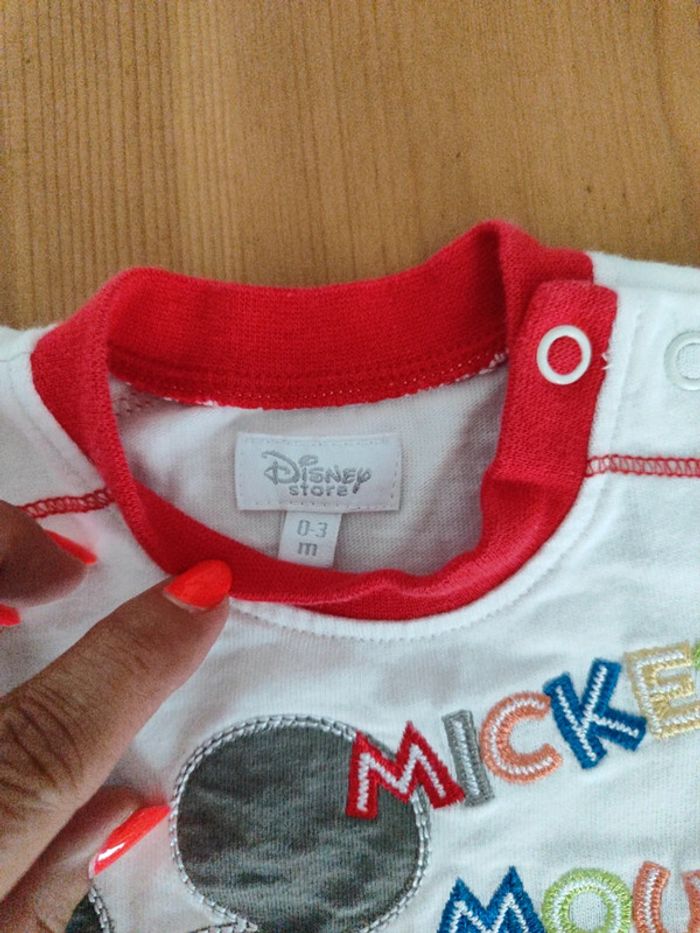 Disney
store
0-3
m
MICKE
MOU